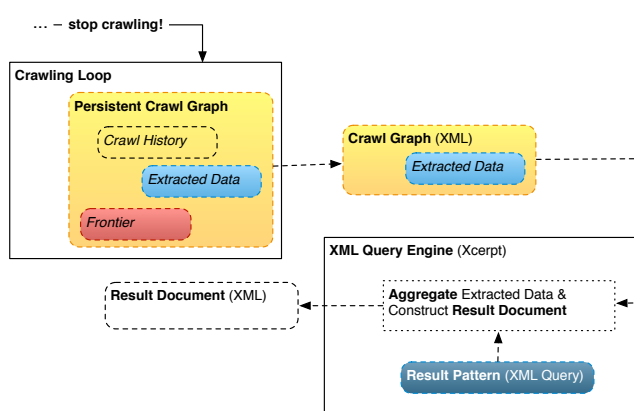 ... – stop crawling!
Crawling Loop
Persistent Crawl Graph
Crawl History
Extracted Data
Frontier
Crawl Graph (XML)
Extracted Data
XML Query Engine (Xcerpt)
Result Document (XML)
Aggregate Extracted Data &
Construct Result Document
Result Pattern (XML Query)